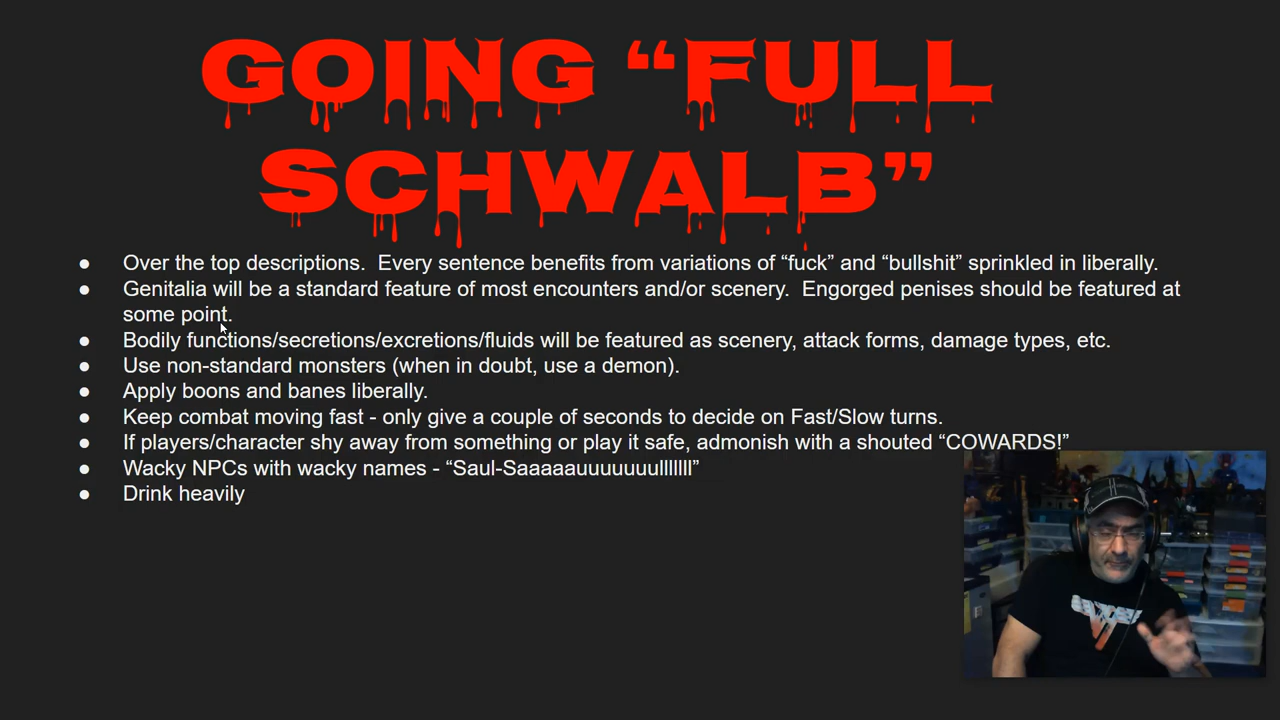 GOING “FULL
SCHWALB”
● Over the top descriptions.  Every sentence benefits from variations of “fuck” and “bullshit” sprinkled in liberally.
● Genitalia will be a standard feature of most encounters and/or scenery.  Engorged penises should be featured at
some point.
● Bodily functions/secretions/excretions/fluids will be featured as scenery, attack forms, damage types, etc.
● Use non-standard monsters (when in doubt, use a demon).
● Apply boons and banes liberally.
● Keep combat moving fast - only give a couple of seconds to decide on Fast/Slow turns.
● If players/character shy away from something or play it safe, admonish with a shouted “COWARDS!”
● Wacky NPCs with wacky names - “Saul-Saaaaauuuuuuulllllll”
● Drink heavily